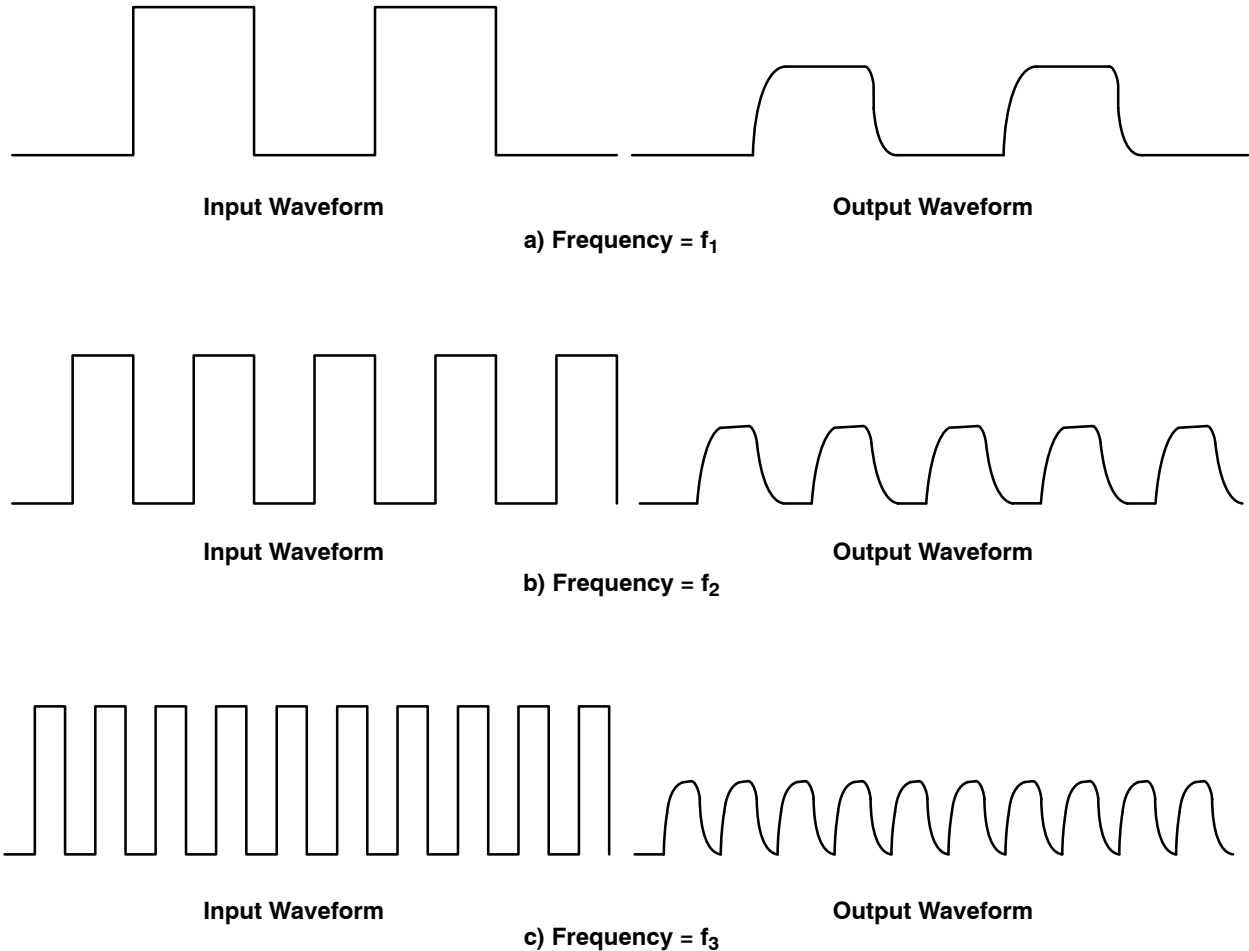 Input Waveform
Output Waveform
a) Frequency = f₁
Input Waveform
Output Waveform
b) Frequency = f₂
Input Waveform
Output Waveform
c) Frequency = f₃